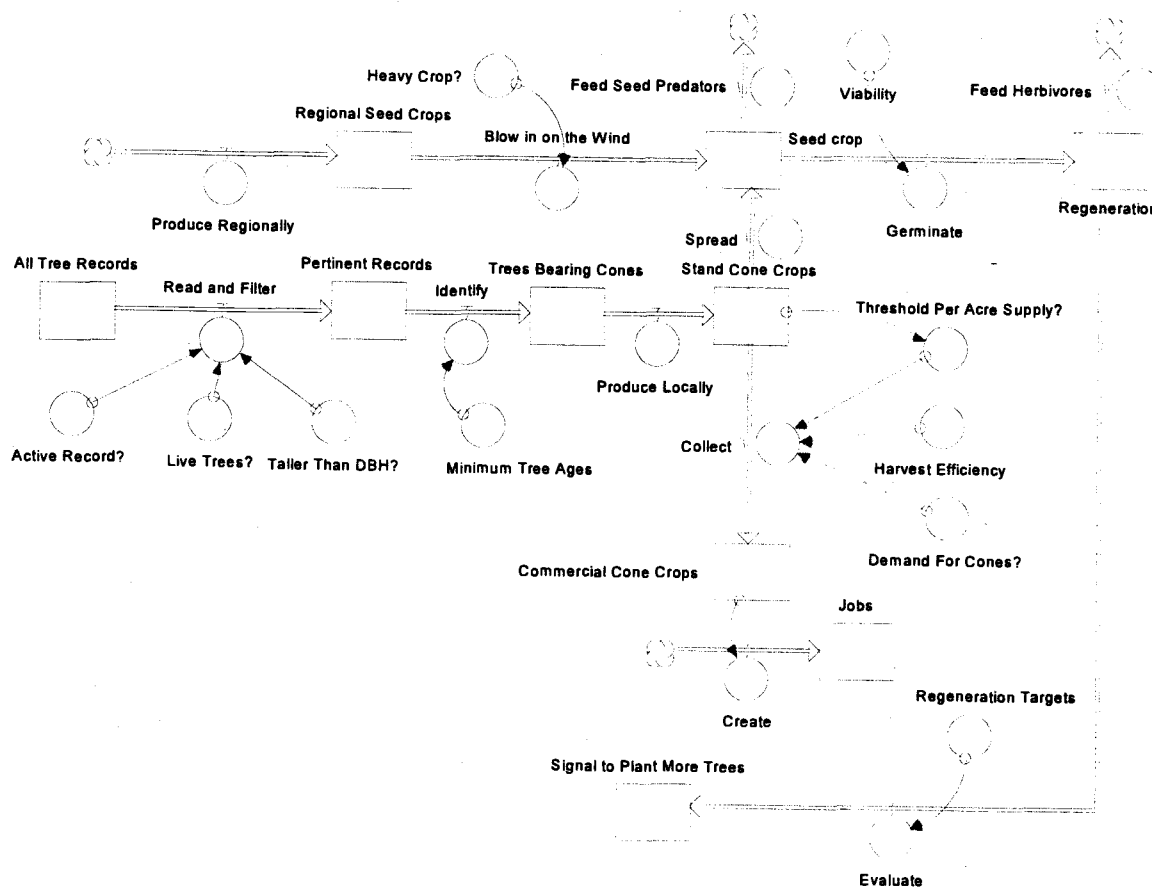 Heavy Crop?
Feed Seed Predators
Viability
Feed Herbivores
Regional Seed Crops
Blow in on the Wind
Seed crop
Produce Regionally
Spread
Germinate
Regeneration
All Tree Records
Pertinent Records
Trees Bearing Cones
Stand Cone Crops
Read and Filter
Identify
Threshold Per Acre Supply?
Produce Locally
Active Record?
Live Trees?
Taller Than DBH?
Minimum Tree Ages
Collect
Harvest Efficiency
Demand For Cones?
Commercial Cone Crops
Jobs
Create
Regeneration Targets
Signal to Plant More Trees
Evaluate